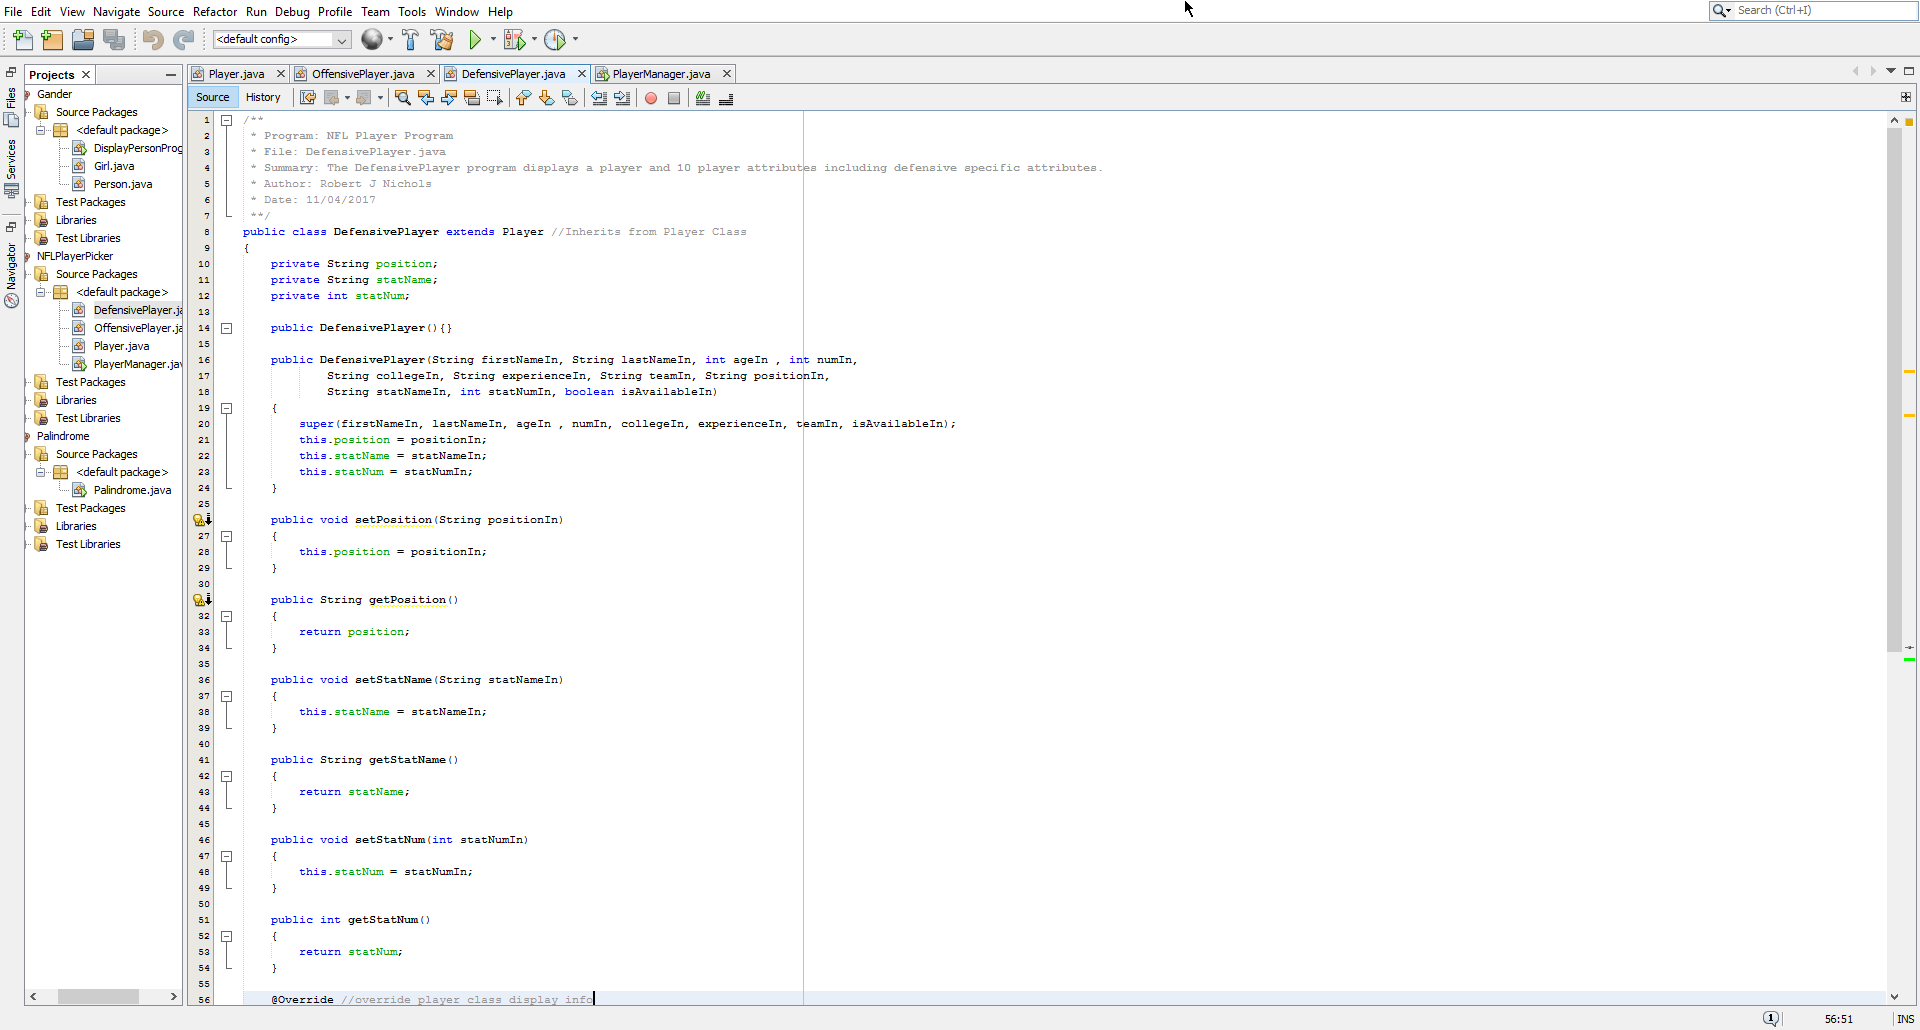 File Edit View Navigate Source Refactor Run Debug Profile Team Tools Window Help
Search (Ctrl+I)
<default config>
Files
Services
Navigator
Projects
Gander
Source Packages
<default package>
DisplayPersonProg
Girl.java
Person.java
Test Packages
Libraries
Test Libraries
NFLPlayerPicker
Source Packages
<default package>
DefensivePlayer.ja
OffensivePlayer.ja
Player.java
PlayerManager.jav
Test Packages
Libraries
Test Libraries
Palindrome
Source Packages
<default package>
Palindrome.java
Test Packages
Libraries
Test Libraries
Player.java OffensivePlayer.java DefensivePlayer.java PlayerManager.java
Source History
1 /**
2 * Program: NFL Player Program
3 * File: DefensivePlayer.java
4 * Summary: The DefensivePlayer program displays a player and 10 player attributes including defensive specific attributes.
5 * Author: Robert J Nichols
6 * Date: 11/04/2017
7 **/
8 public class DefensivePlayer extends Player //Inherits from Player Class
9 {
10 private String position;
11 private String statName;
12 private int statNum;
13
14 public DefensivePlayer(){}
15
16 public DefensivePlayer(String firstNameIn, String lastNameIn, int ageIn , int numIn,
17 String collegeIn, String experienceIn, String teamIn, String positionIn,
18 String statNameIn, int statNumIn, boolean isAvailableIn)
19 {
20 super(firstNameIn, lastNameIn, ageIn , numIn, collegeIn, experienceIn, teamIn, isAvailableIn);
21 this.position = positionIn;
22 this.statName = statNameIn;
23 this.statNum = statNumIn;
24 }
25
public void setPosition(String positionIn)
27 {
28 this.position = positionIn;
29 }
30
public String getPosition()
32 {
33 return position;
34 }
35
36 public void setStatName(String statNameIn)
37 {
38 this.statName = statNameIn;
39 }
40
41 public String getStatName()
42 {
43 return statName;
44 }
45
46 public void setStatNum(int statNumIn)
47 {
48 this.statNum = statNumIn;
49 }
50
51 public int getStatNum()
52 {
53 return statNum;
54 }
55
56 @Override //override player class display info
1
56:51
INS